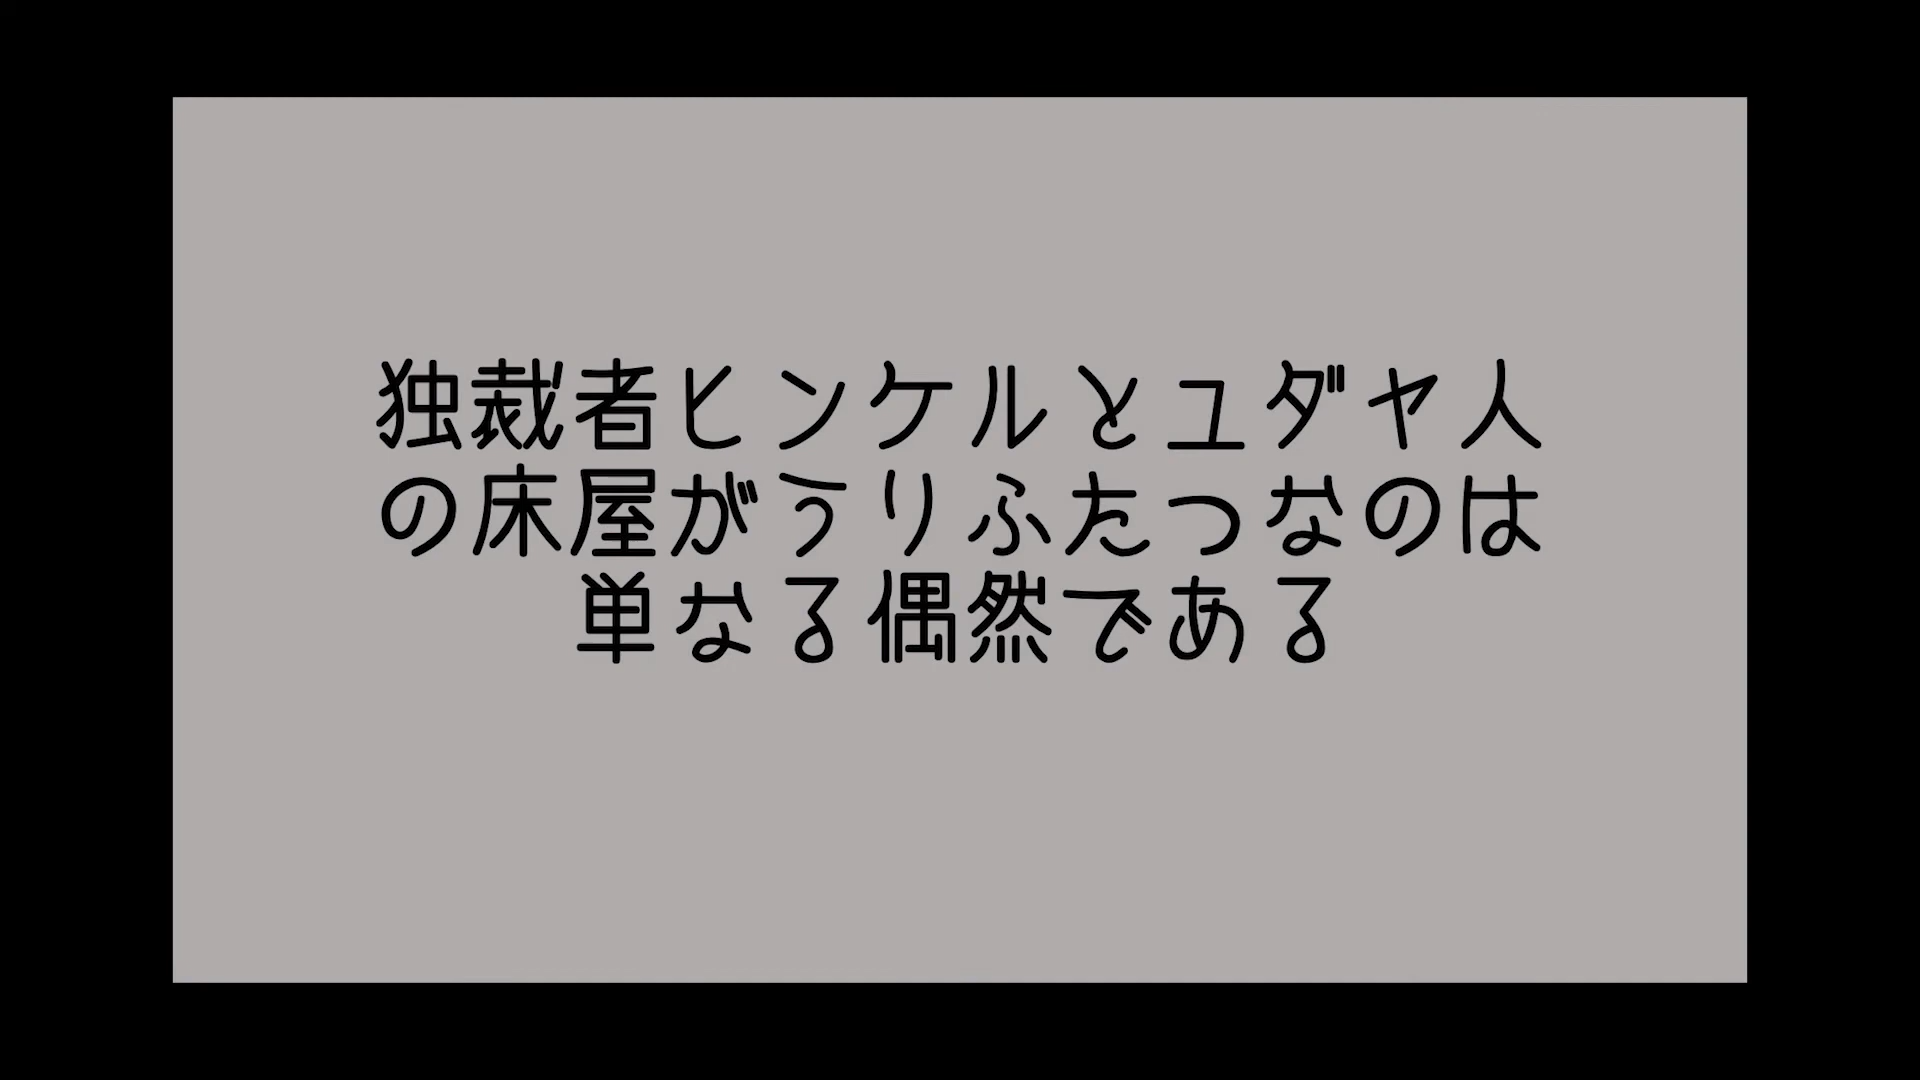 独裁者ヒンケルとユダヤ人
の床屋がうりふたつなのは
単なる偶然である